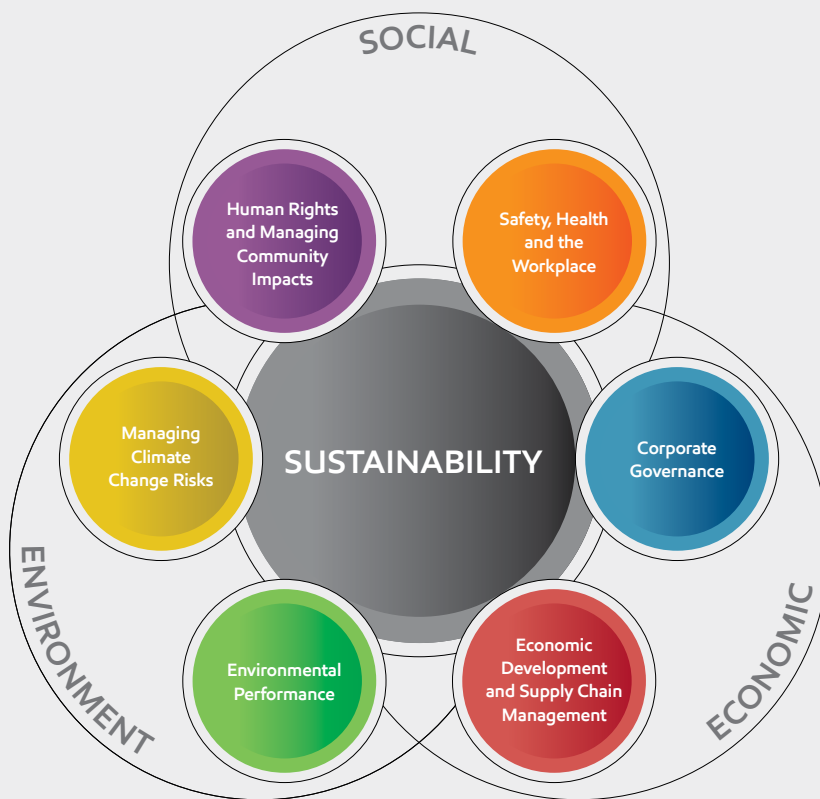 SOCIAL
Human Rights
and Managing
Community
Impacts
Safety, Health
and the
Workplace
Managing
Climate
Change Risks
SUSTAINABILITY
Corporate
Governance
ENVIRONMENT
ECONOMIC
Environmental
Performance
Economic
Development
and Supply Chain
Management